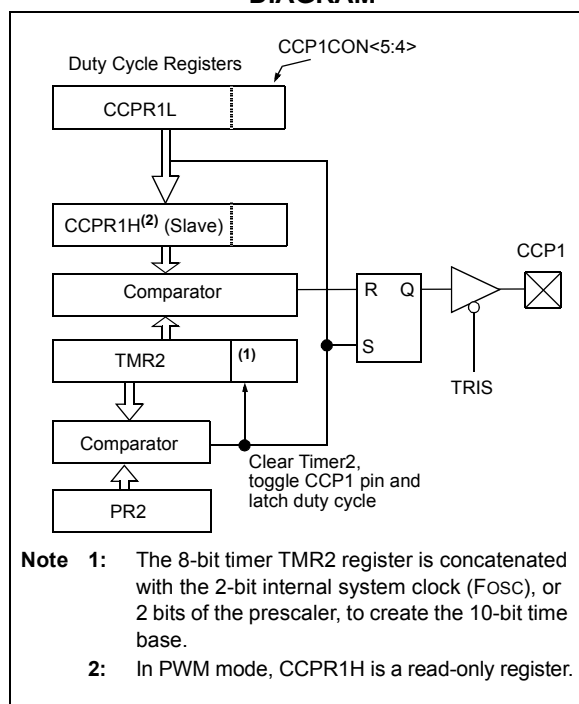 DIAGRAM
CCP1CON<5:4>
Duty Cycle Registers
CCPR1L
CCPR1H(2) (Slave)
CCP1
Comparator
R Q
TMR2
(1)
S
TRIS
Comparator
Clear Timer2,
toggle CCP1 pin and
latch duty cycle
PR2
Note 1: The 8-bit timer TMR2 register is concatenated
with the 2-bit internal system clock (FOSC), or
2 bits of the prescaler, to create the 10-bit time
base.
2: In PWM mode, CCPR1H is a read-only register.